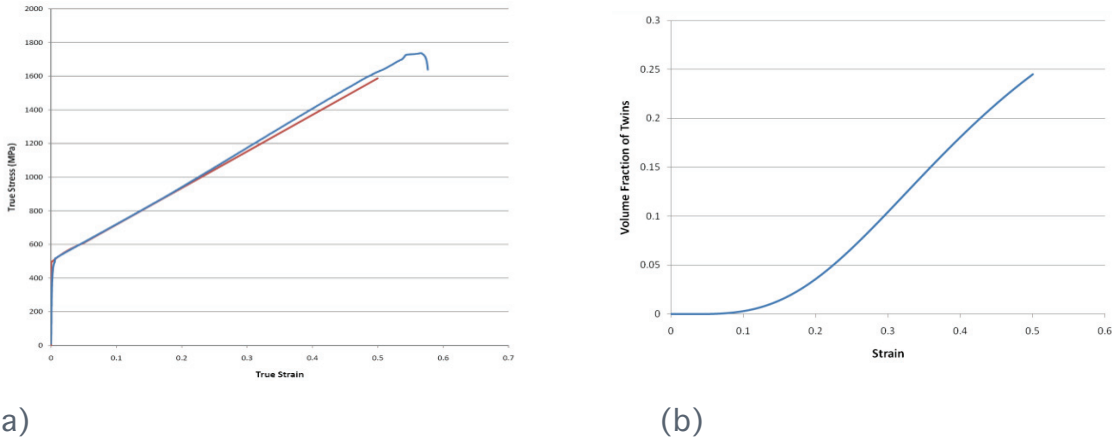 2000
1800
1600
1400
1200
1000
800
600
400
200
0
True Stress (MPa)
0 0.1 0.2 0.3 0.4 0.5 0.6 0.7
True Strain
a)
0.3
0.25
0.2
0.15
0.1
0.05
0
Volume Fraction of Twins
0 0.1 0.2 0.3 0.4 0.5 0.6
Strain
(b)